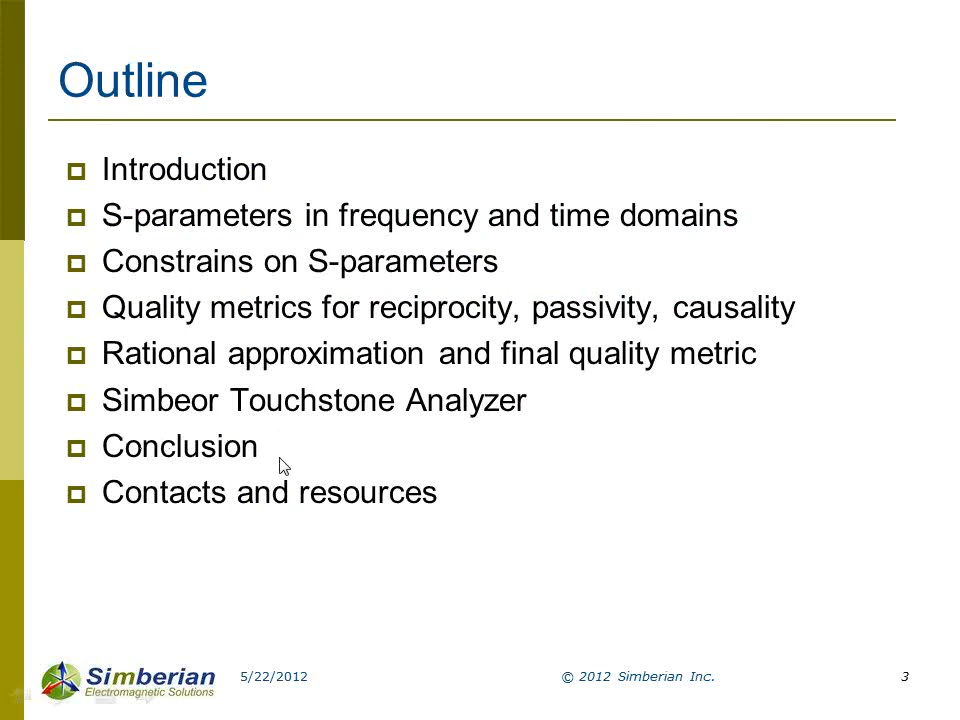 Outline
Introduction
S-parameters in frequency and time domains
Constrains on S-parameters
Quality metrics for reciprocity, passivity, causality
Rational approximation and final quality metric
Simbeor Touchstone Analyzer
Conclusion
Contacts and resources
Simberian
Electromagnetic Solutions
5/22/2012
© 2012 Simberian Inc.
3